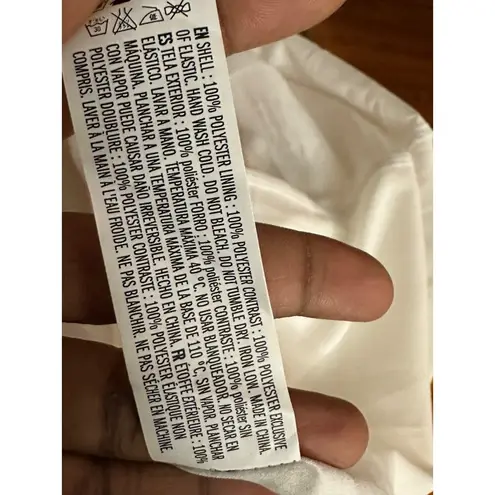 EN SHELL : 100% POLYESTER LINING : 100% POLYESTER CONTRAST : 100% POLYESTER EXCLUSIVE
OF ELASTIC. HAND WASH COLD. DO NOT BLEACH. DO NOT TUMBLE DRY. IRON LOW. MADE IN CHINA.
ES TELA EXTERIOR : 100% poliéster FORRO : 100% poliéster CONTRASTE : 100% poliéster SIN
ELÁSTICO. LAVAR A MANO. TEMPERATURA MÁXIMA 40 °C. NO USAR BLANQUEADOR. NO SECAR EN
MÁQUINA. PLANCHAR A UNA TEMPERATURA MÁXIMA DE LA BASE DE 110 °C, SIN VAPOR. PLANCHAR
CON VAPOR PUEDE CAUSAR DAÑO IRREVERSIBLE. HECHO EN CHINA. FR ÉTOFFE EXTÉRIEURE : 100%
POLYESTER DOUBLURE : 100% POLYESTER CONTRASTE : 100% POLYESTER ÉLASTIQUE NON
COMPRIS. LAVER À LA MAIN À L'EAU FROIDE. NE PAS BLANCHIR. NE PAS SÉCHER EN MACHINE.